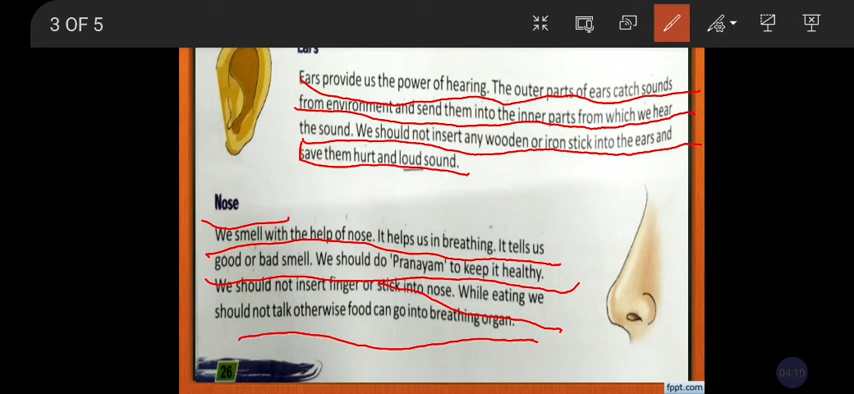 3 OF 5
Ears
Ears provide us the power of hearing. The outer parts of ears catch sounds
from environment and send them into the inner parts from which we hear
the sound. We should not insert any wooden or iron stick into the ears and
save them hurt and loud sound.
Nose
We smell with the help of nose. It helps us in breathing. It tells us
good or bad smell. We should do 'Pranayam' to keep it healthy.
We should not insert finger or stick into nose. While eating we
should not talk otherwise food can go into breathing organ.
26
fppt.com
04:19